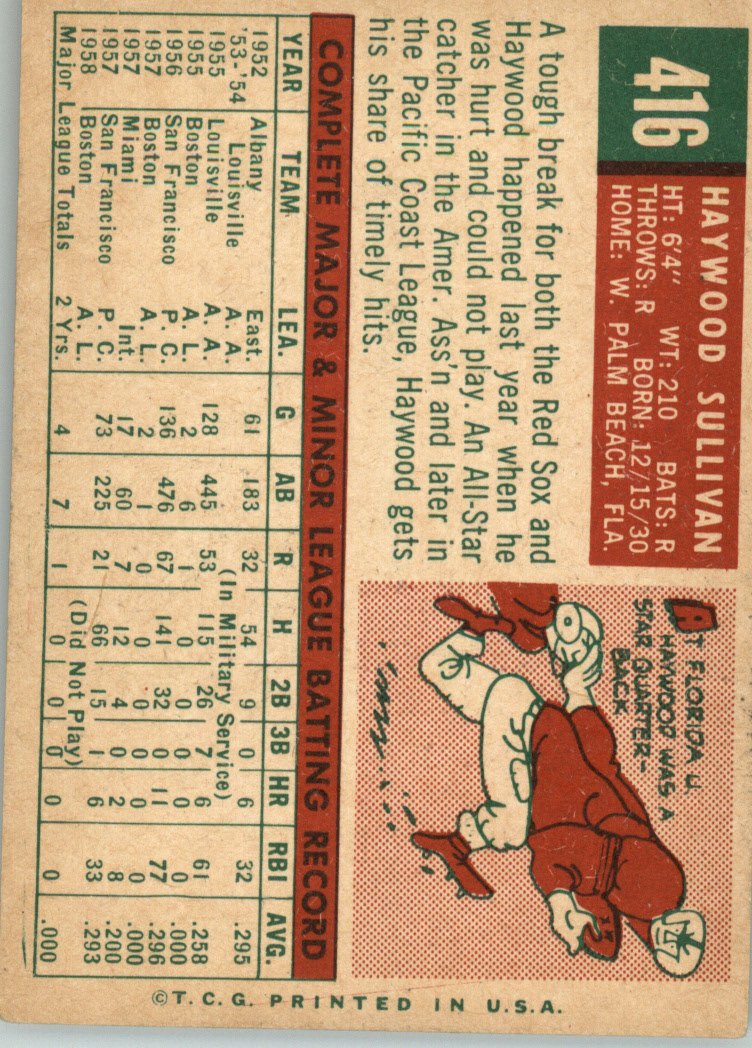 416
HAYWOOD SULLIVAN
HT: 6'4" WT: 210 BATS: R
THROWS: R BORN: 12/15/30
HOME: W. PALM BEACH, FLA.
A tough break for both the Red Sox and
Haywood happened last year when he
was hurt and could not play. An All-Star
catcher in the Amer. Ass'n and later in
the Pacific Coast League, Haywood gets
his share of timely hits.
AT FLORIDA U.
HAYWOOD WAS A
STAR QUARTER-
BACK
COMPLETE MAJOR & MINOR LEAGUE BATTING RECORD
YEAR TEAM LEA. G AB R H 2B 3B HR RBI AVG.
1952 Albany East. 61 183 32 54 9 0 6 32 .295
'53-'54 Louisville A. A. (In Military Service)
1955 Louisville A. A. 128 445 53 115 26 7 6 61 .258
1955 Boston A. L. 2 6 1 0 0 0 0 0 .000
1956 San Francisco P. C. 136 476 67 141 32 0 11 77 .296
1957 Boston A. L. 2 1 0 0 0 0 0 0 .000
1957 Miami Int. 17 60 7 12 4 0 2 8 .200
1957 San Francisco P. C. 73 225 21 66 15 1 6 33 .293
1958 Boston A. L. (Did Not Play)
Major League Totals 2 Yrs. 4 7 1 0 0 0 0 0 .000
© T. C. G. PRINTED IN U.S.A.